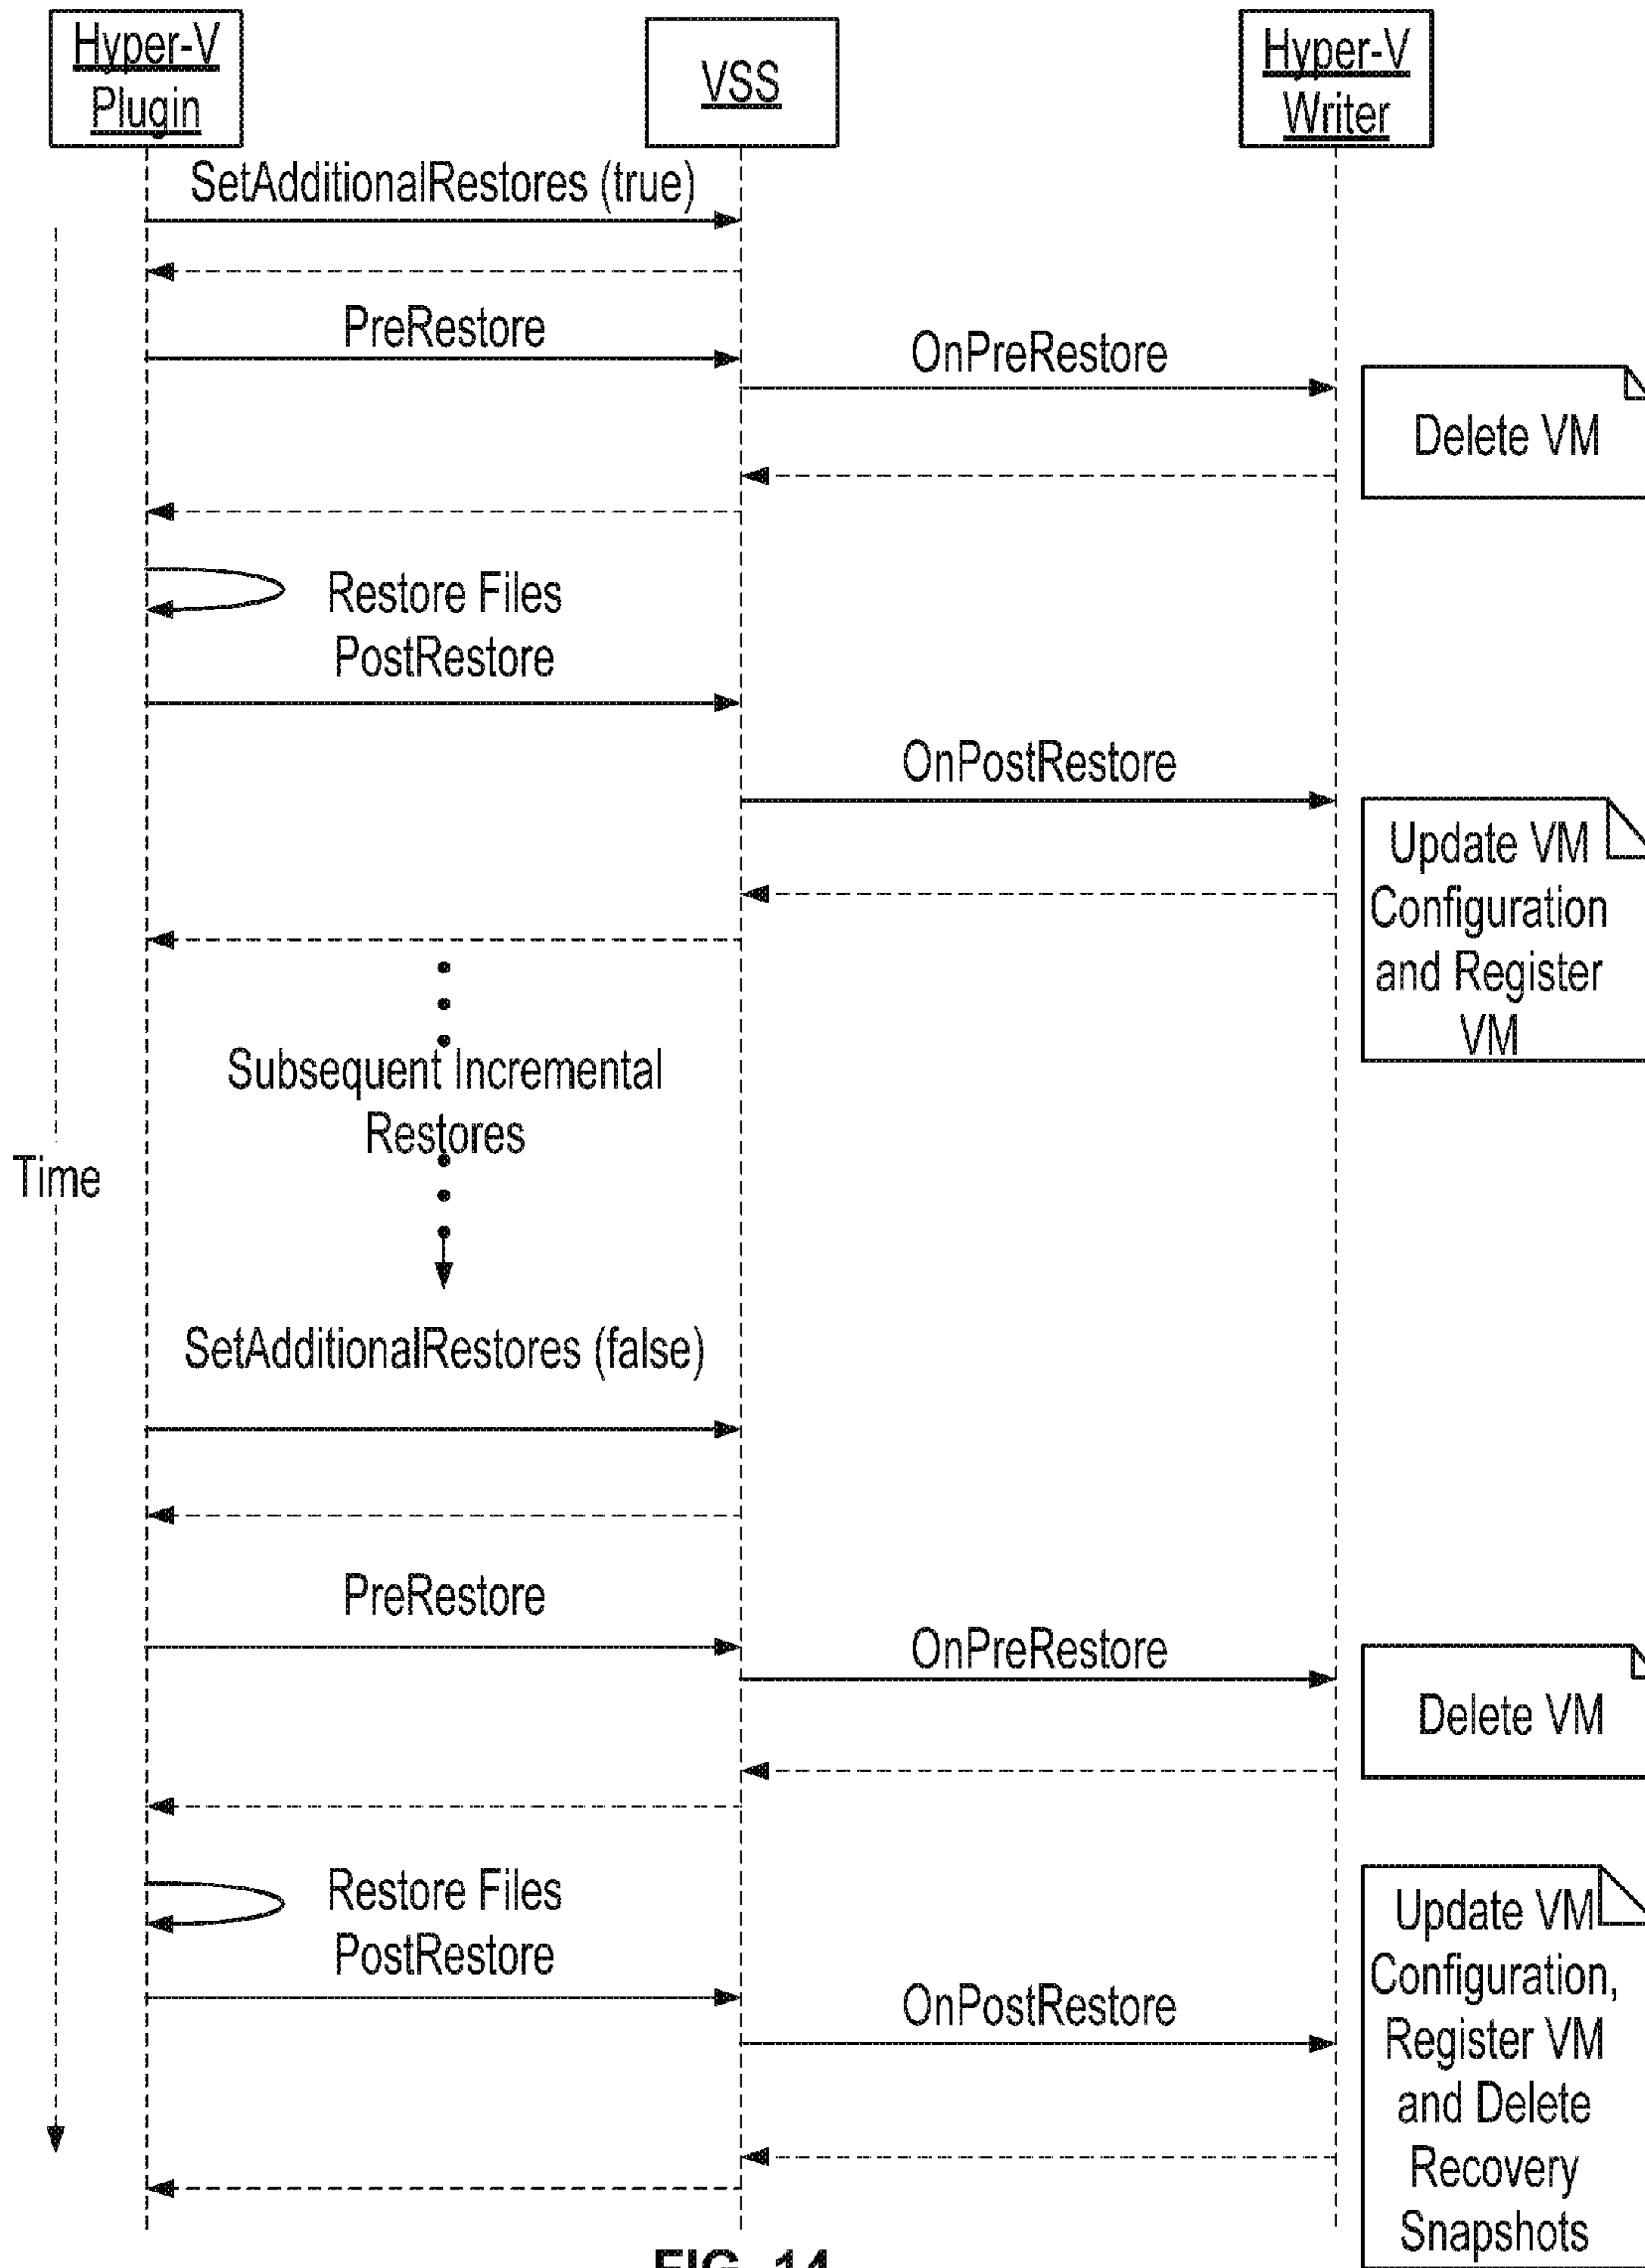 Hyper-V
Plugin
VSS
Hyper-V
Writer
SetAdditionalRestores (true)
PreRestore
OnPreRestore
Delete VM
Restore Files
PostRestore
OnPostRestore
Update VM
Configuration
and Register
VM
Subsequent Incremental
Restores
Time
SetAdditionalRestores (false)
PreRestore
OnPreRestore
Delete VM
Restore Files
PostRestore
OnPostRestore
Update VM
Configuration,
Register VM
and Delete
Recovery
Snapshots
FIG. 14